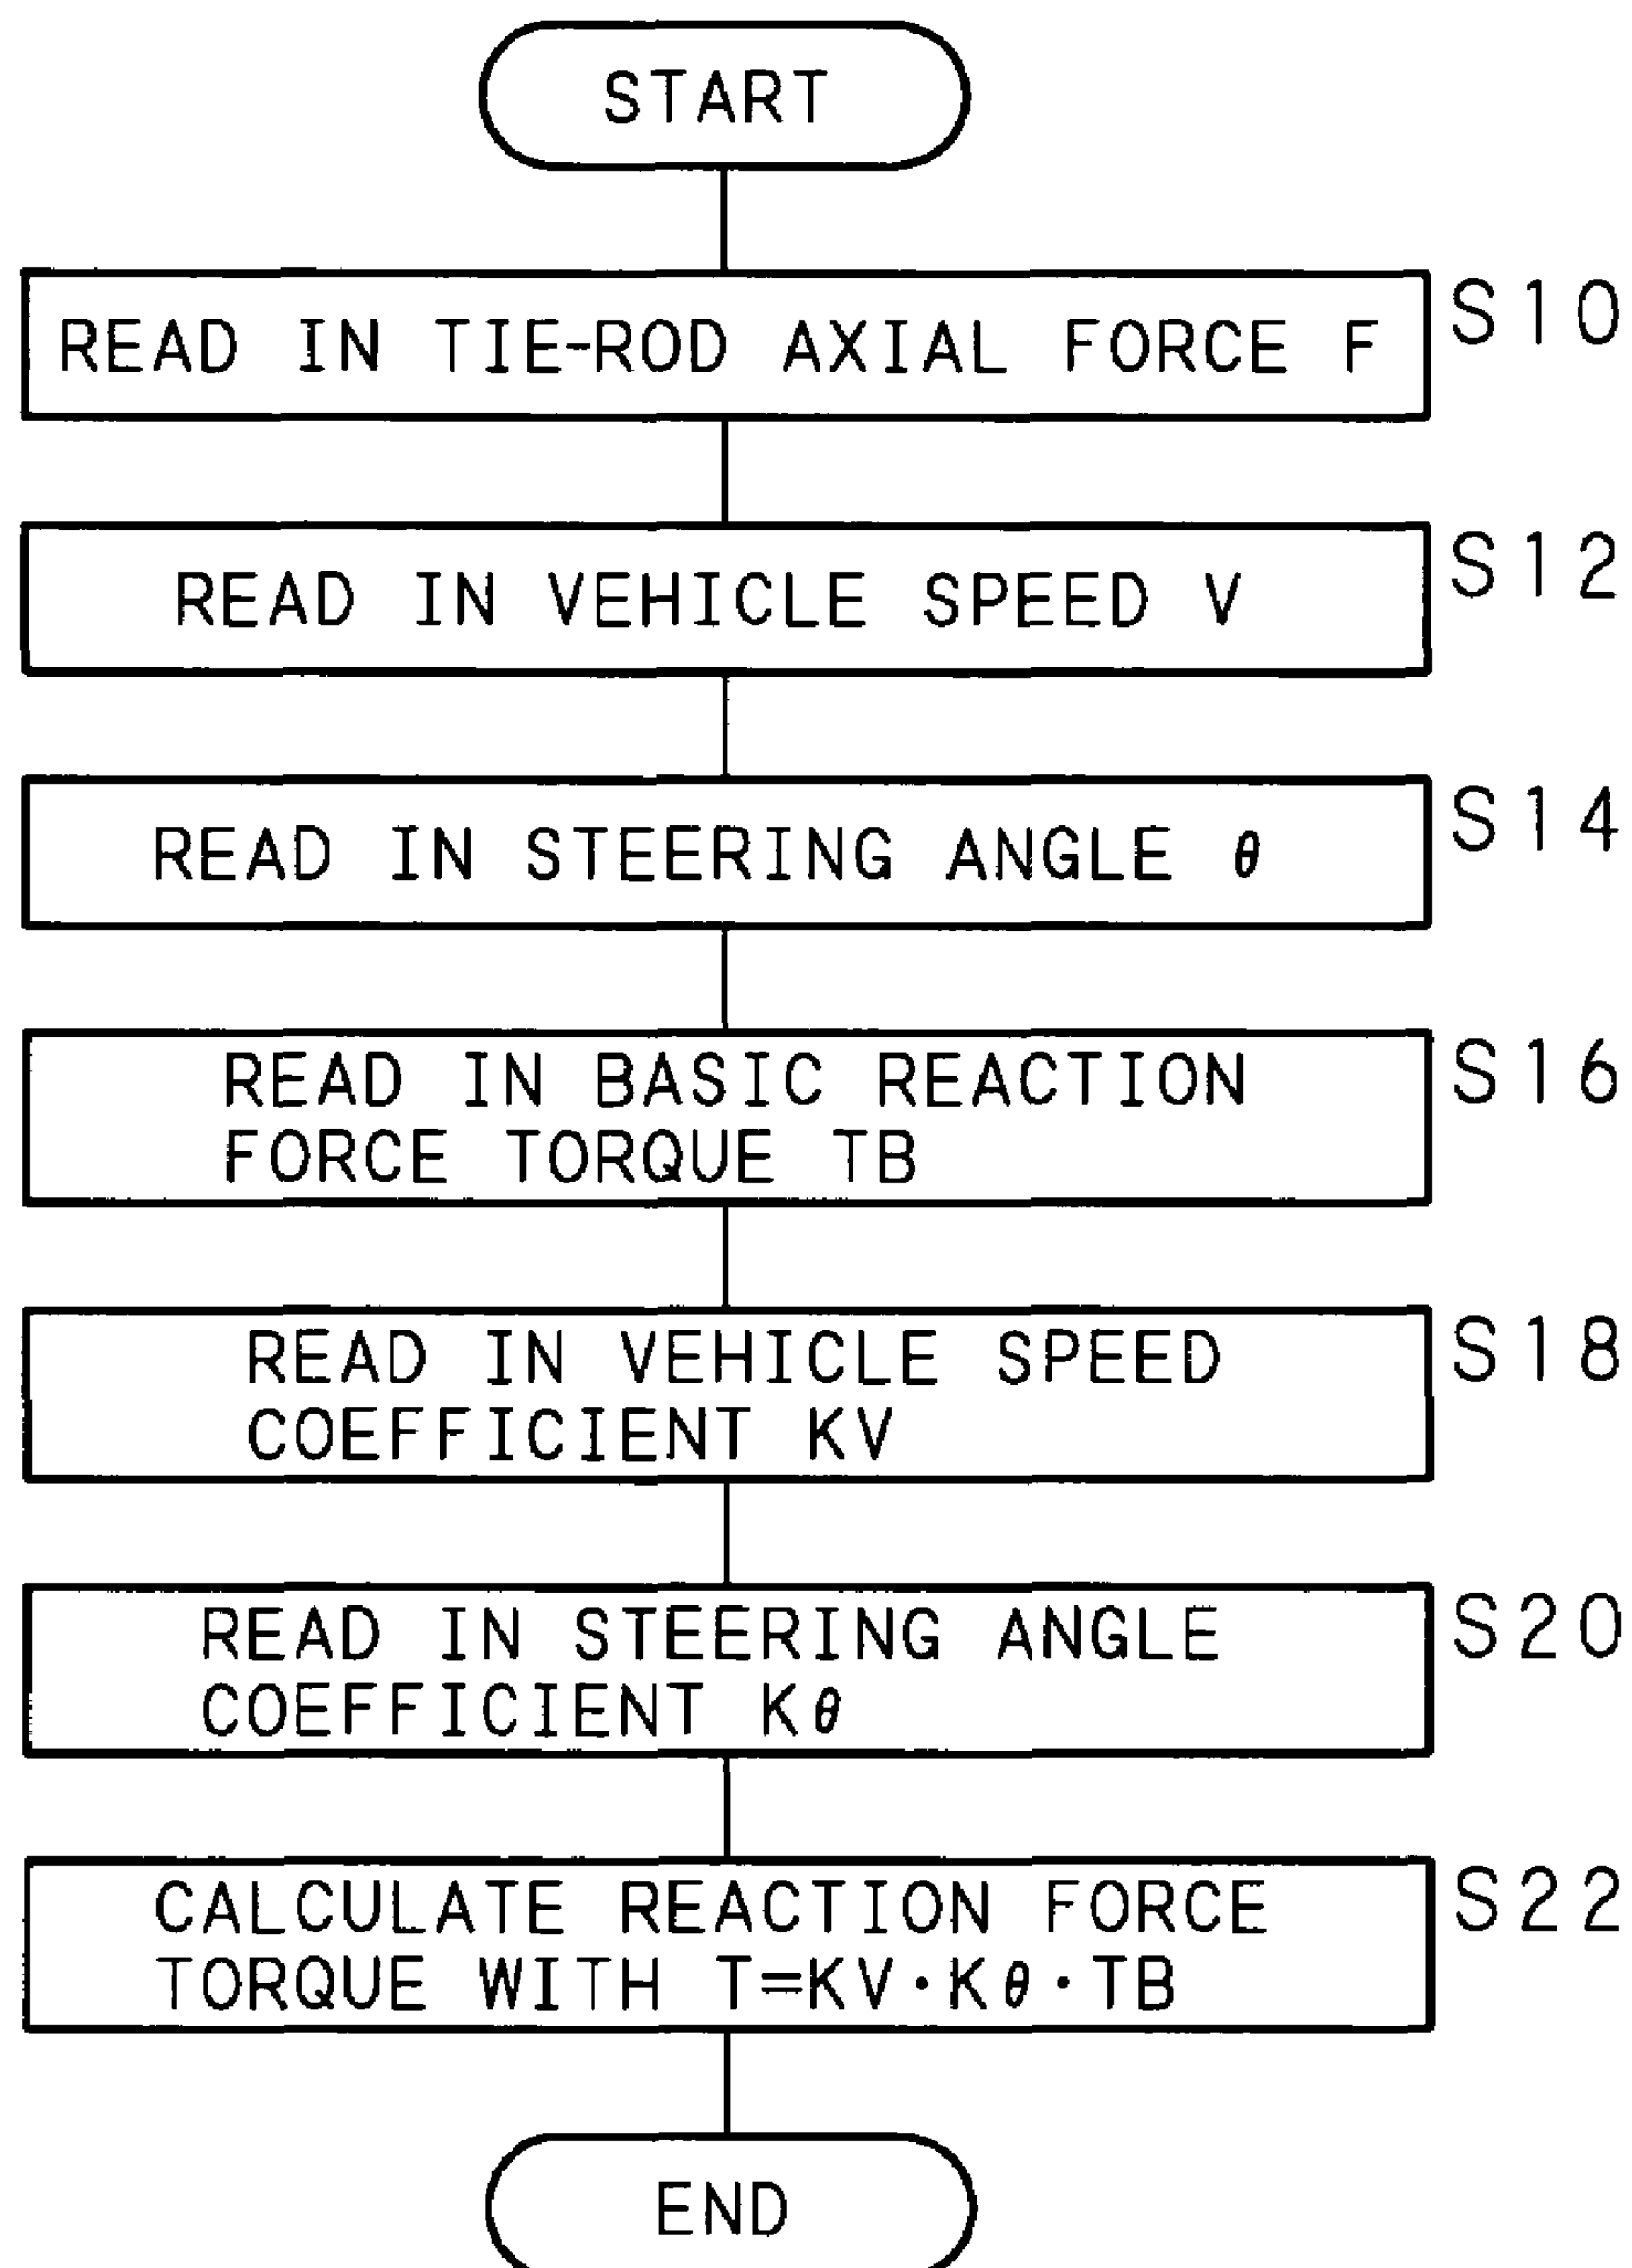 START
READ IN TIE-ROD AXIAL FORCE F
S10
READ IN VEHICLE SPEED V
S12
READ IN STEERING ANGLE θ
S14
READ IN BASIC REACTION
FORCE TORQUE TB
S16
READ IN VEHICLE SPEED
COEFFICIENT KV
S18
READ IN STEERING ANGLE
COEFFICIENT Kθ
S20
CALCULATE REACTION FORCE
TORQUE WITH T=KV·Kθ·TB
S22
END